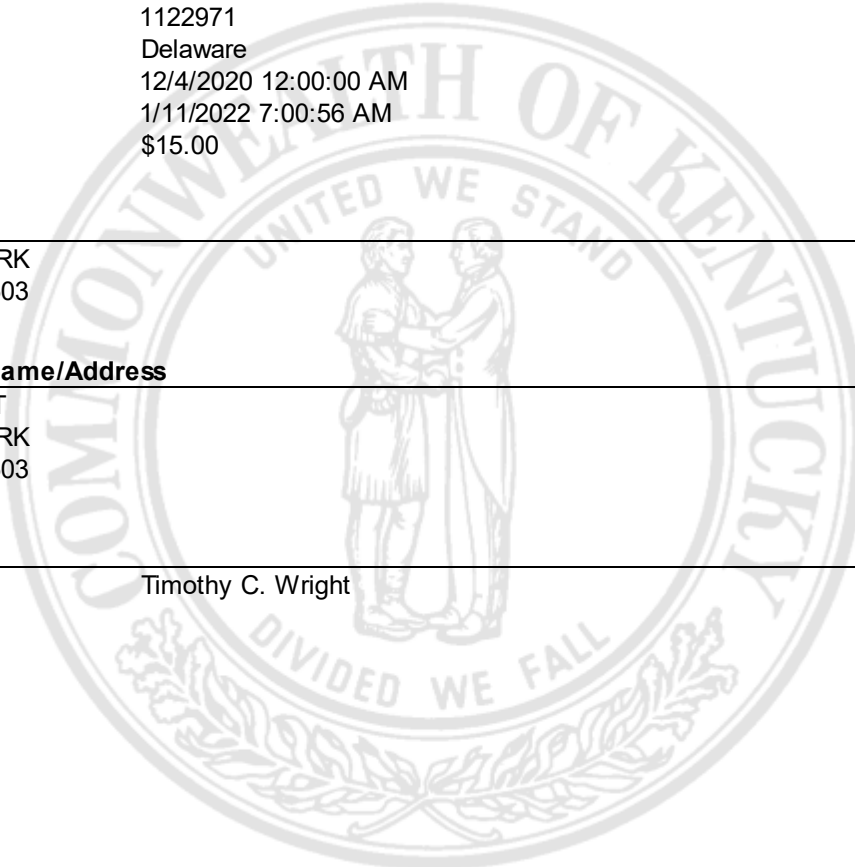 1122971
Delaware
12/4/2020 12:00:00 AM
1/11/2022 7:00:56 AM
$15.00
COMMONWEALTH OF KENTUCKY
UNITED WE STAND
RK
03
ame/Address
T
RK
03
Timothy C. Wright
DIVIDED WE FALL